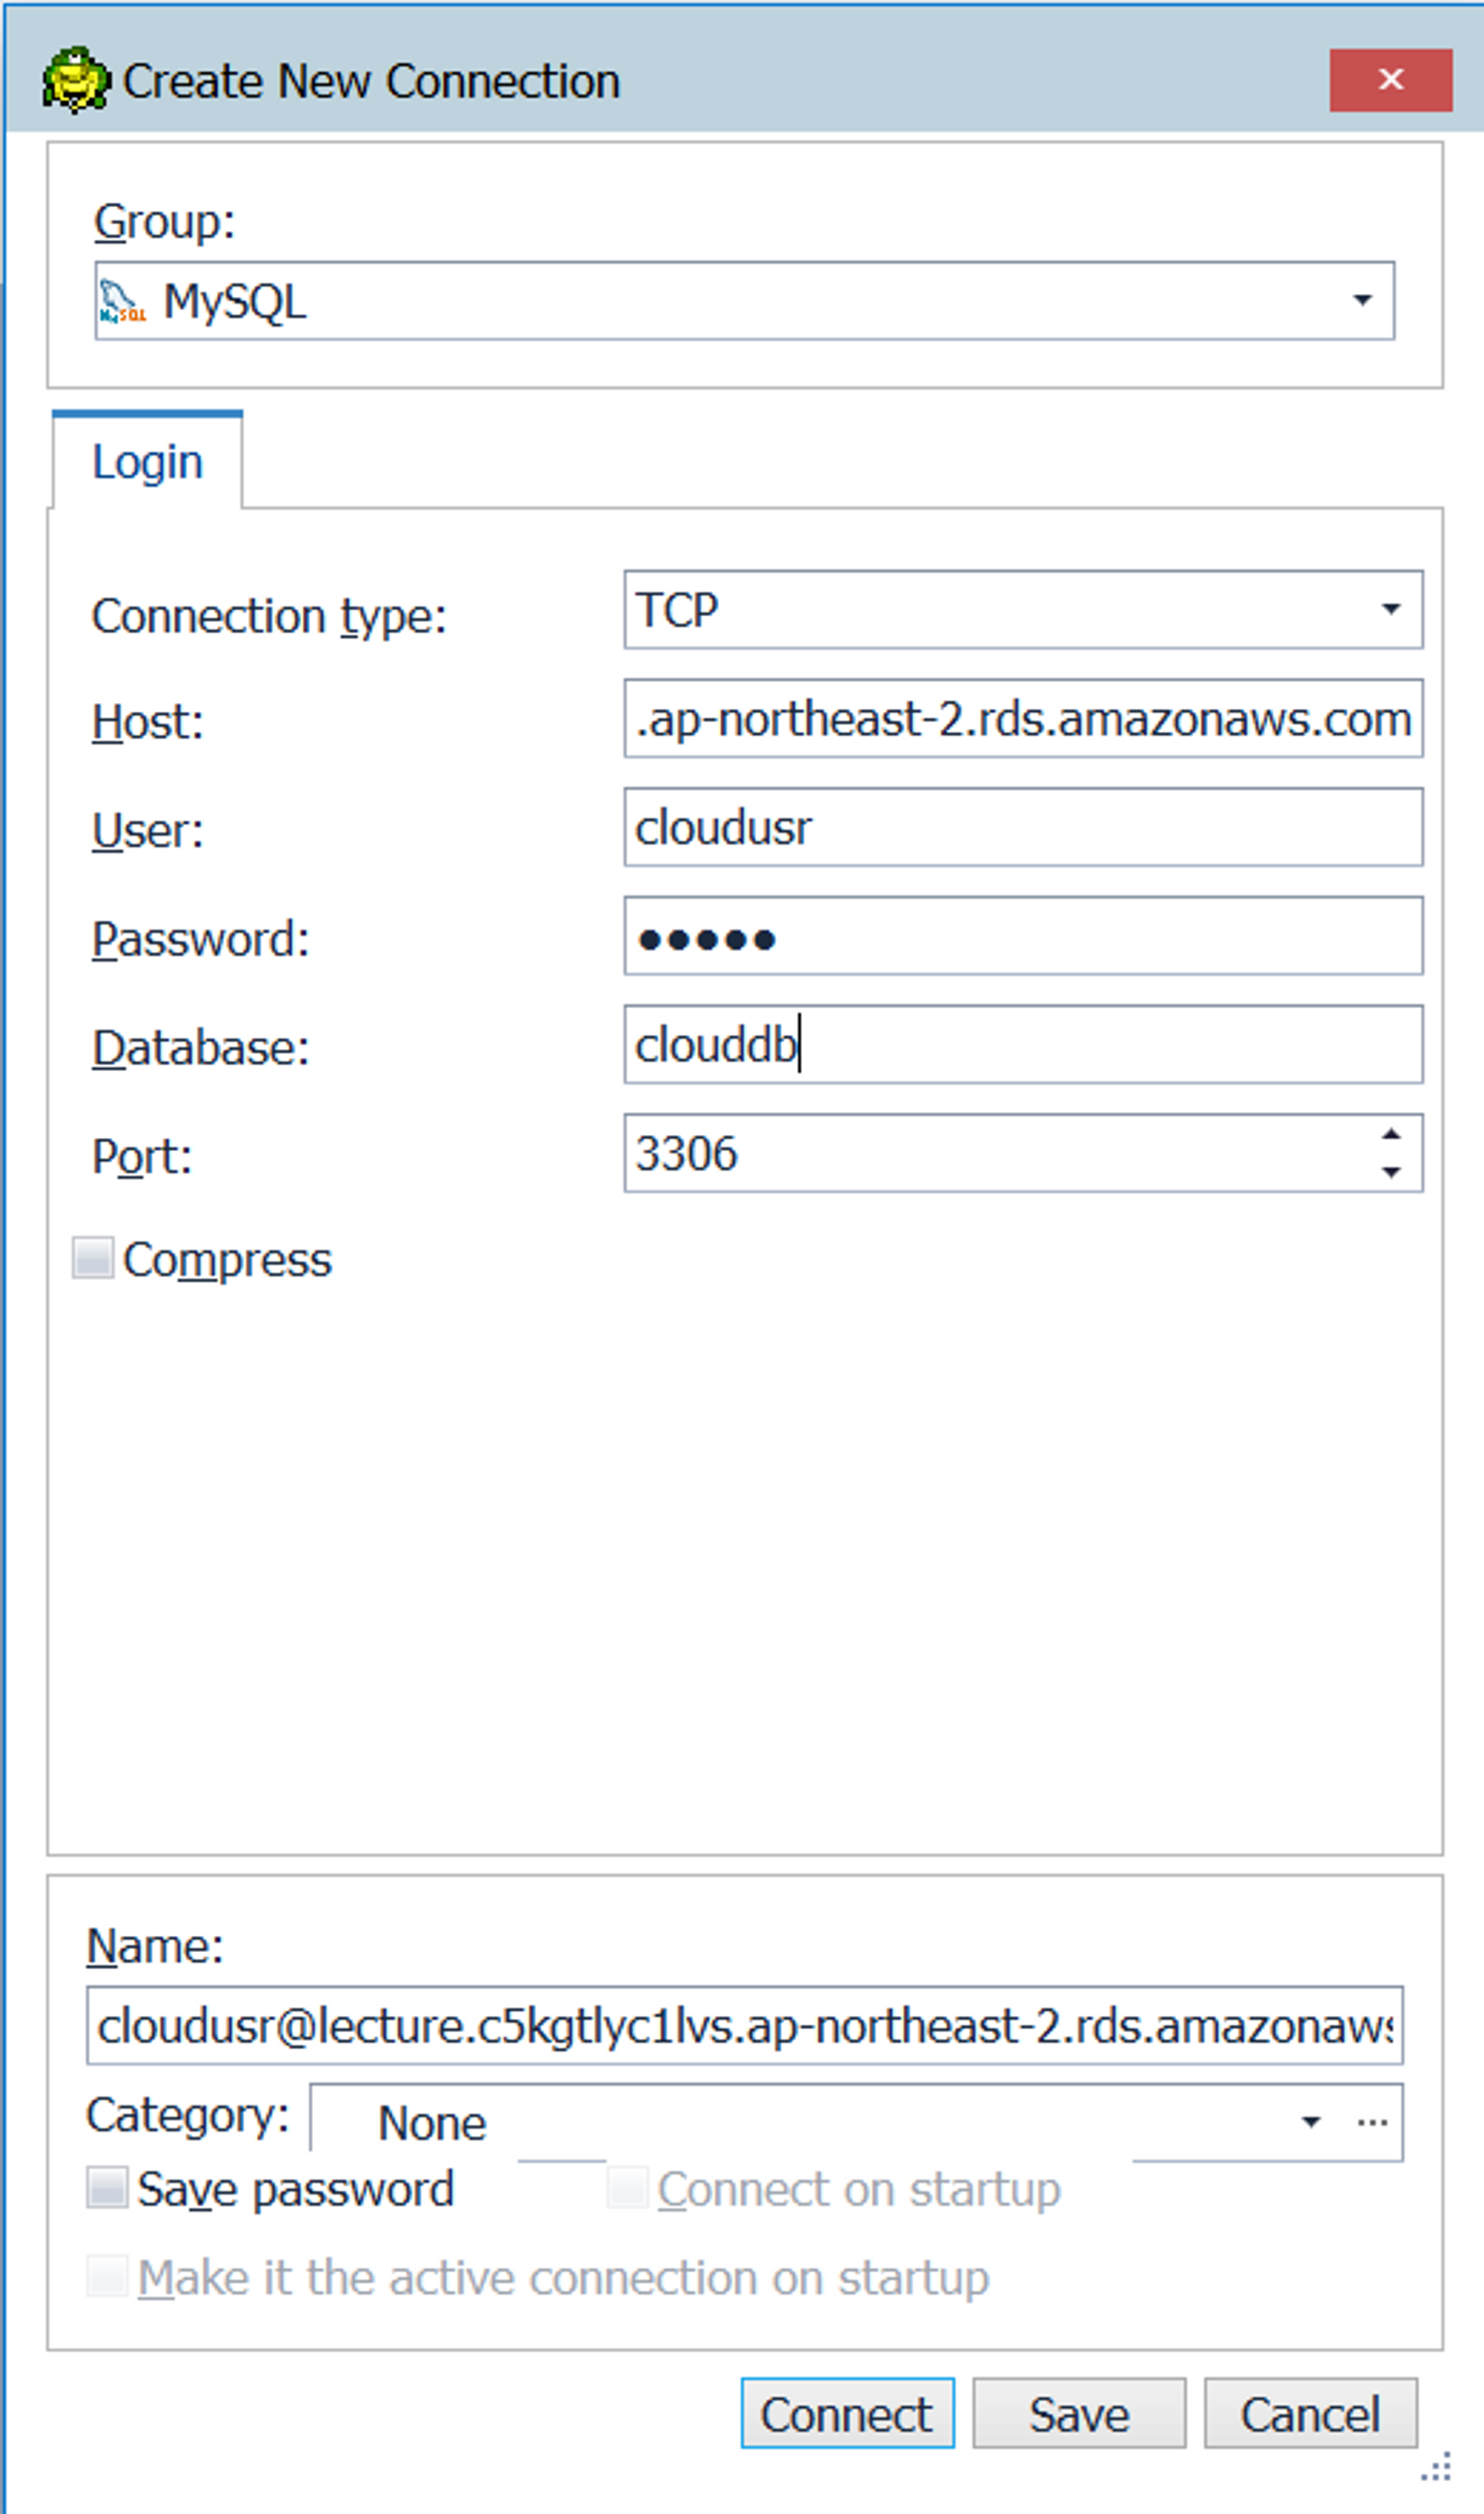 Create New Connection
Group:
MySQL
Login
Connection type: TCP
Host: .ap-northeast-2.rds.amazonaws.com
User: cloudusr
Password: ●●●●●
Database: clouddb
Port: 3306
Compress
Name:
cloudusr@lecture.c5kgtlyc1lvs.ap-northeast-2.rds.amazonaws
Category: None ...
Save password Connect on startup
Make it the active connection on startup
Connect Save Cancel